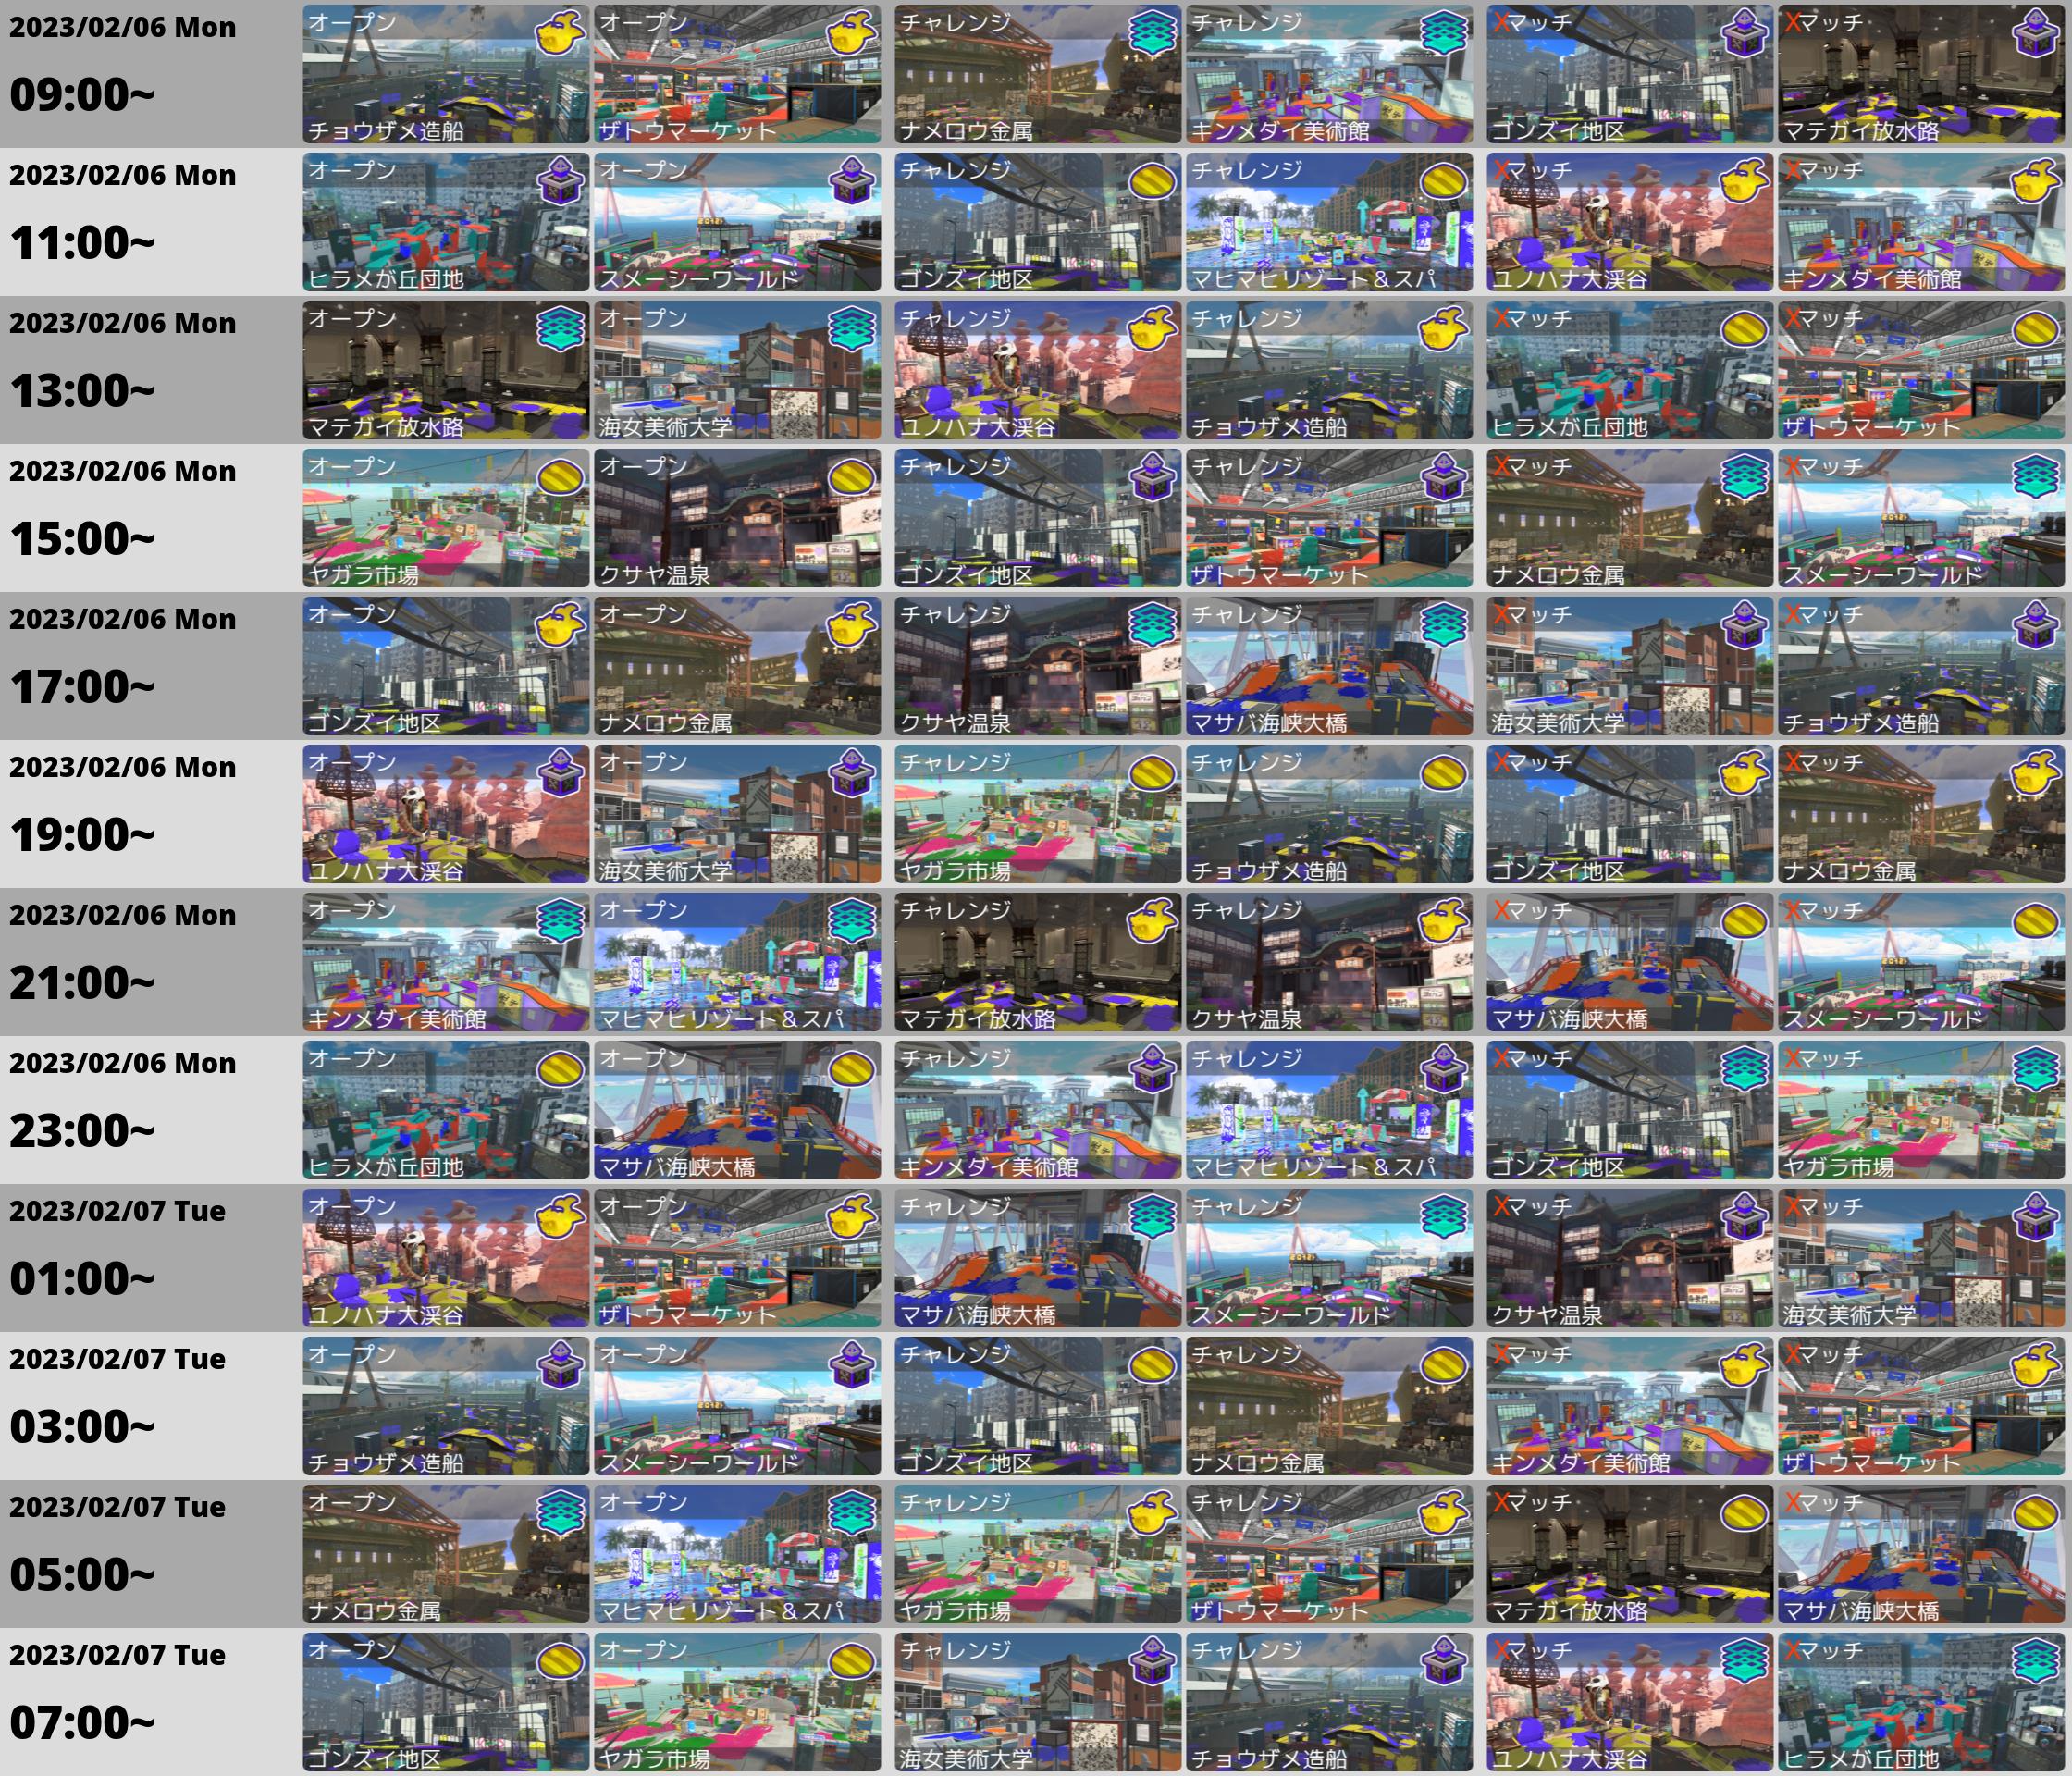 2023/02/06 Mon
09:00~
オープン オープン チャレンジ チャレンジ Xマッチ Xマッチ
チョウザメ造船 ザトウマーケット ナメロウ金属 キンメダイ美術館 ゴンズイ地区 マテガイ放水路
2023/02/06 Mon
11:00~
オープン オープン チャレンジ チャレンジ Xマッチ Xマッチ
ヒラメが丘団地 スメーシーワールド ゴンズイ地区 マヒマヒリゾート&スパ ユノハナ大渓谷 キンメダイ美術館
2023/02/06 Mon
13:00~
オープン オープン チャレンジ チャレンジ Xマッチ Xマッチ
マテガイ放水路 海女美術大学 ユノハナ大渓谷 チョウザメ造船 ヒラメが丘団地 ザトウマーケット
2023/02/06 Mon
15:00~
オープン オープン チャレンジ チャレンジ Xマッチ Xマッチ
ヤガラ市場 クサヤ温泉 ゴンズイ地区 ザトウマーケット ナメロウ金属 スメーシーワールド
2023/02/06 Mon
17:00~
オープン オープン チャレンジ チャレンジ Xマッチ Xマッチ
ゴンズイ地区 ナメロウ金属 クサヤ温泉 マサバ海峡大橋 海女美術大学 チョウザメ造船
2023/02/06 Mon
19:00~
オープン オープン チャレンジ チャレンジ Xマッチ Xマッチ
ユノハナ大渓谷 海女美術大学 ヤガラ市場 チョウザメ造船 ゴンズイ地区 ナメロウ金属
2023/02/06 Mon
21:00~
オープン オープン チャレンジ チャレンジ Xマッチ Xマッチ
キンメダイ美術館 マヒマヒリゾート&スパ マテガイ放水路 クサヤ温泉 マサバ海峡大橋 スメーシーワールド
2023/02/06 Mon
23:00~
オープン オープン チャレンジ チャレンジ Xマッチ Xマッチ
ヒラメが丘団地 マサバ海峡大橋 キンメダイ美術館 マヒマヒリゾート&スパ ゴンズイ地区 ヤガラ市場
2023/02/07 Tue
01:00~
オープン オープン チャレンジ チャレンジ Xマッチ Xマッチ
ユノハナ大渓谷 ザトウマーケット マサバ海峡大橋 スメーシーワールド クサヤ温泉 海女美術大学
2023/02/07 Tue
03:00~
オープン オープン チャレンジ チャレンジ Xマッチ Xマッチ
チョウザメ造船 スメーシーワールド ゴンズイ地区 ナメロウ金属 キンメダイ美術館 ザトウマーケット
2023/02/07 Tue
05:00~
オープン オープン チャレンジ チャレンジ Xマッチ Xマッチ
ナメロウ金属 マヒマヒリゾート&スパ ヤガラ市場 ザトウマーケット マテガイ放水路 マサバ海峡大橋
2023/02/07 Tue
07:00~
オープン オープン チャレンジ チャレンジ Xマッチ Xマッチ
ゴンズイ地区 ヤガラ市場 海女美術大学 チョウザメ造船 ユノハナ大渓谷 ヒラメが丘団地